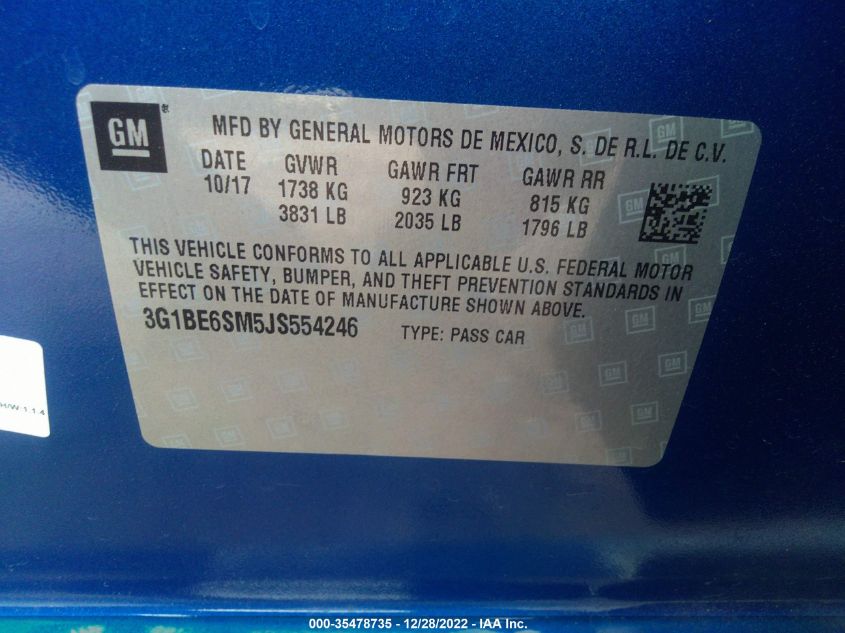 GM
®
MFD BY GENERAL MOTORS DE MEXICO, S. DE R.L. DE C.V.
DATE GVWR GAWR FRT GAWR RR
10/17 1738 KG 923 KG 815 KG
3831 LB 2035 LB 1796 LB
THIS VEHICLE CONFORMS TO ALL APPLICABLE U.S. FEDERAL MOTOR
VEHICLE SAFETY, BUMPER, AND THEFT PREVENTION STANDARDS IN
EFFECT ON THE DATE OF MANUFACTURE SHOWN ABOVE.
3G1BE6SM5JS554246 TYPE: PASS CAR
H/W:1.1.4
000-35478735 - 12/28/2022 - IAA Inc.